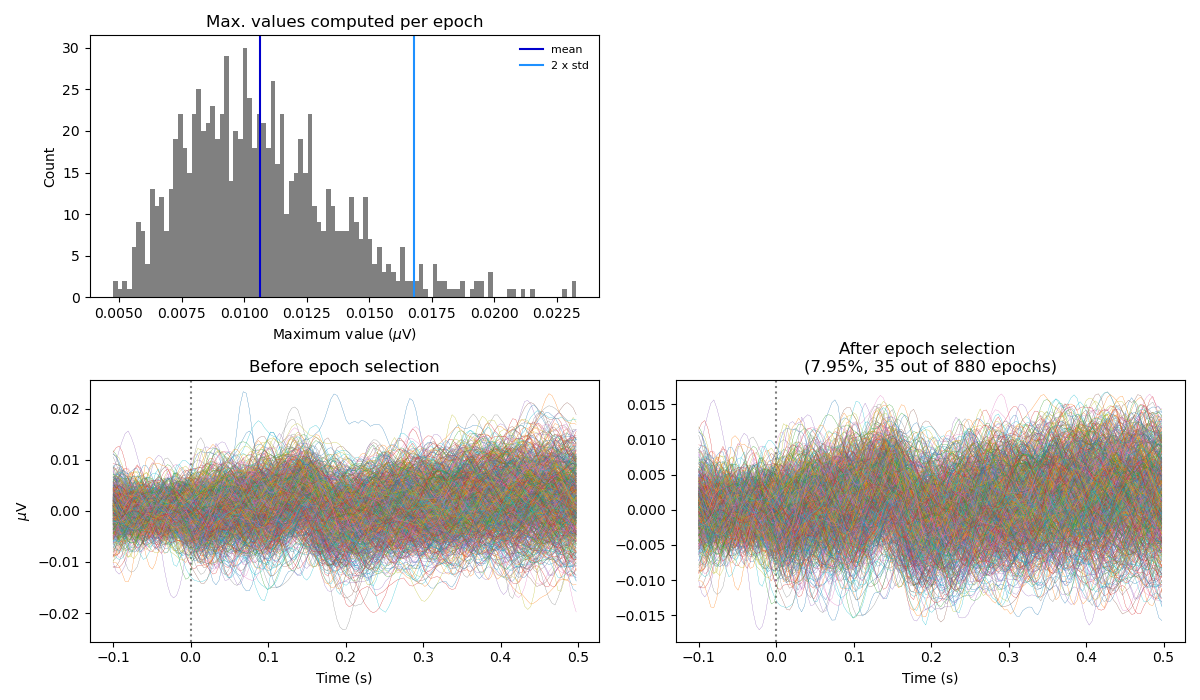 Max. values computed per epoch
30
25
20
15
10
5
0
Count
mean
2 x std
0.0050 0.0075 0.0100 0.0125 0.0150 0.0175 0.0200 0.0225
Maximum value (μV)
Before epoch selection
0.02
0.01
0.00
−0.01
−0.02
μV
−0.1 0.0 0.1 0.2 0.3 0.4 0.5
Time (s)
After epoch selection
(7.95%, 35 out of 880 epochs)
0.015
0.010
0.005
0.000
−0.005
−0.010
−0.015
−0.1 0.0 0.1 0.2 0.3 0.4 0.5
Time (s)